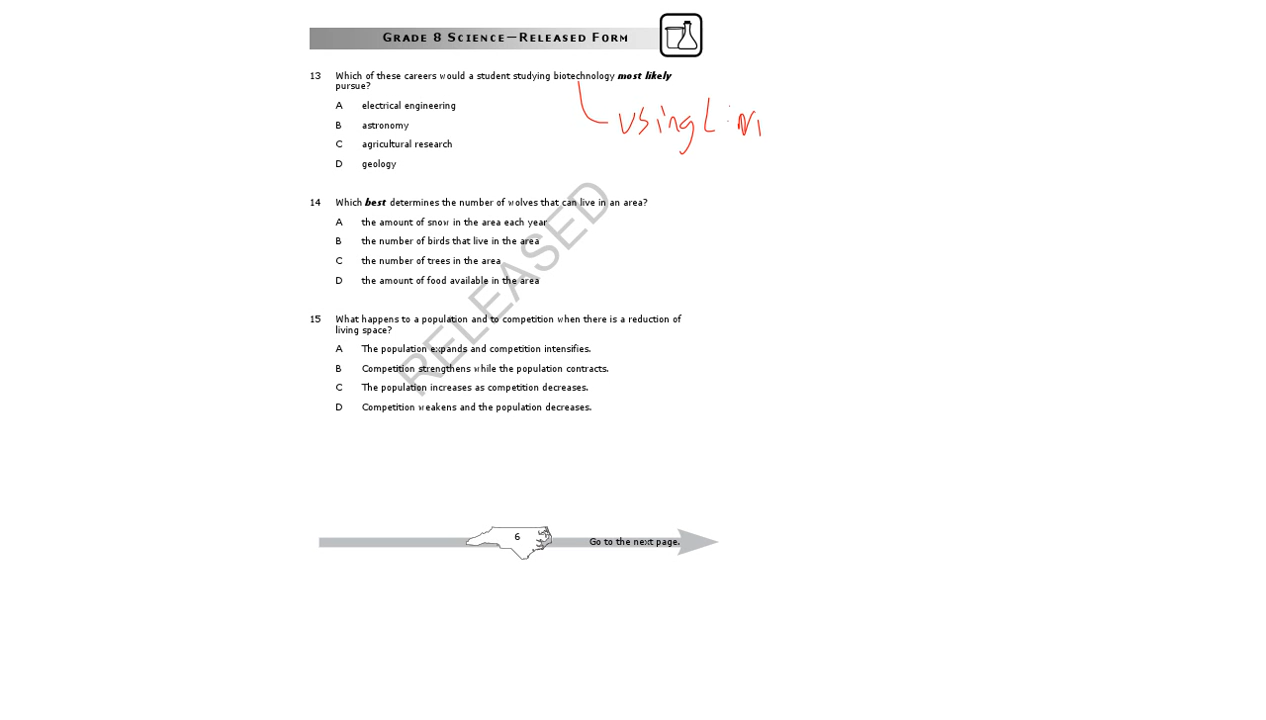 GRADE 8 SCIENCE—RELEASED FORM
13 Which of these careers would a student studying biotechnology most likely
pursue?
A electrical engineering
using
B astronomy
C agricultural research
D geology
14 Which best determines the number of wolves that can live in an area?
A the amount of snow in the area each year
B the number of birds that live in the area
C the number of trees in the area
D the amount of food available in the area
15 What happens to a population and to competition when there is a reduction of
living space?
A The population expands and competition intensifies.
B Competition strengthens while the population contracts.
C The population increases as competition decreases.
D Competition weakens and the population decreases.
RELEASED
6
Go to the next page.